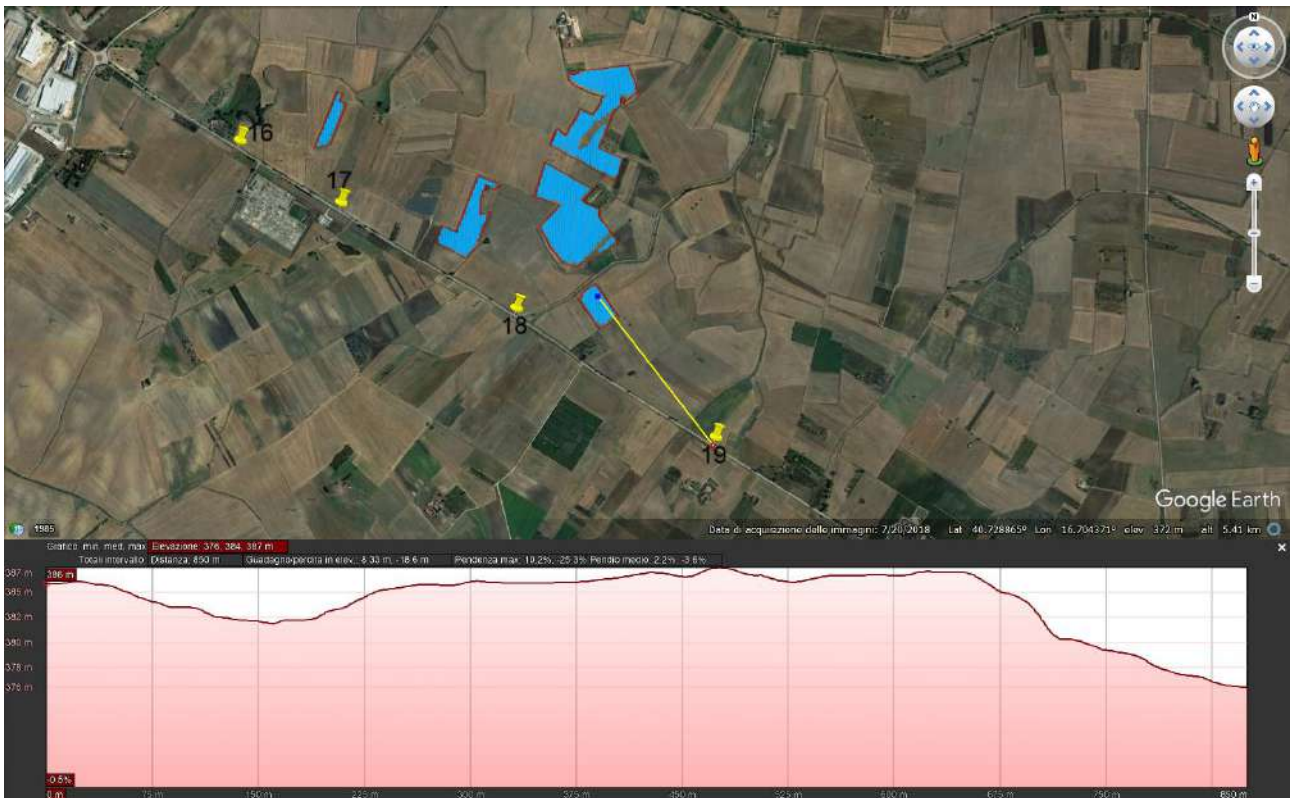 N
16
17
18
19
Google Earth
1985
Data di acquisizione delle immagini: 7/20/2018 Lat 40.728865° Lon 16.704371° elev 372 m alt 5.41 km
Grafico: min, med, max Elevazione: 376, 384, 387 m
Totali intervallo: Distanza: 850 m Guadagno/perdita in elev.: 8.33 m, -18.6 m Pendenza max: 10.2%, -25.3% Pendio medio: 2.2%, -3.6%
387 m
386 m
385 m
382 m
380 m
378 m
376 m
-0.5%
0 m 75 m 150 m 225 m 300 m 375 m 450 m 525 m 600 m 675 m 750 m 850 m